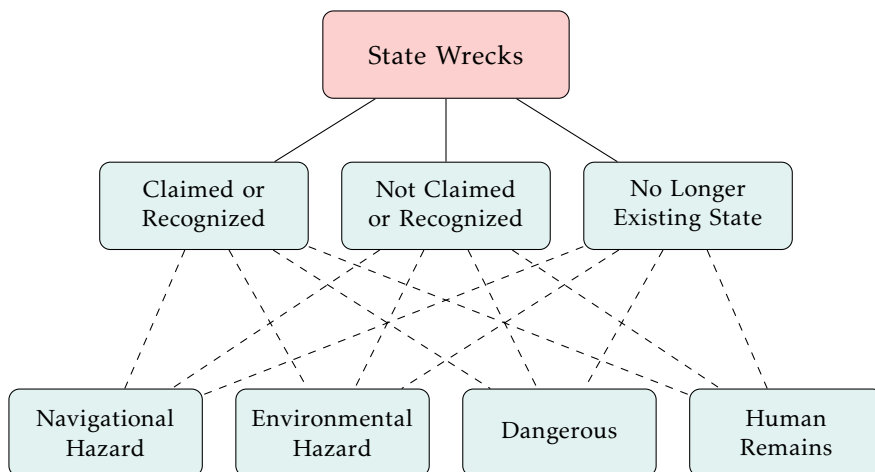 State Wrecks
Claimed or
Recognized
Not Claimed
or Recognized
No Longer
Existing State
Navigational
Hazard
Environmental
Hazard
Dangerous
Human
Remains